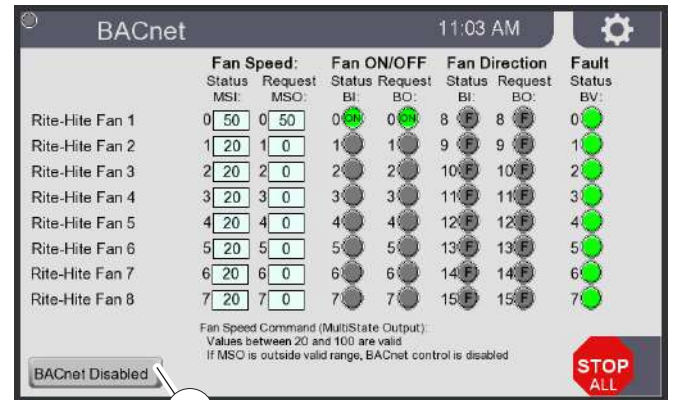 BACnet 11:03 AM
Fan Speed: Fan ON/OFF Fan Direction Fault
Status Request Status Request Status Request Status
MSI: MSO: BI: BO: BI: BO: BV:
Rite-Hite Fan 1 0 50 0 50 0 ON 0 ON 8 F 8 F 0
Rite-Hite Fan 2 1 20 1 0 1 1 9 F 9 F 1
Rite-Hite Fan 3 2 20 2 0 2 2 10 F 10 F 2
Rite-Hite Fan 4 3 20 3 0 3 3 11 F 11 F 3
Rite-Hite Fan 5 4 20 4 0 4 4 12 F 12 F 4
Rite-Hite Fan 6 5 20 5 0 5 5 13 F 13 F 5
Rite-Hite Fan 7 6 20 6 0 6 6 14 F 14 F 6
Rite-Hite Fan 8 7 20 7 0 7 7 15 F 15 F 7
Fan Speed Command (MultiState Output):
Values between 20 and 100 are valid
If MSO is outside valid range, BACnet control is disabled
BACnet Disabled
STOP
ALL